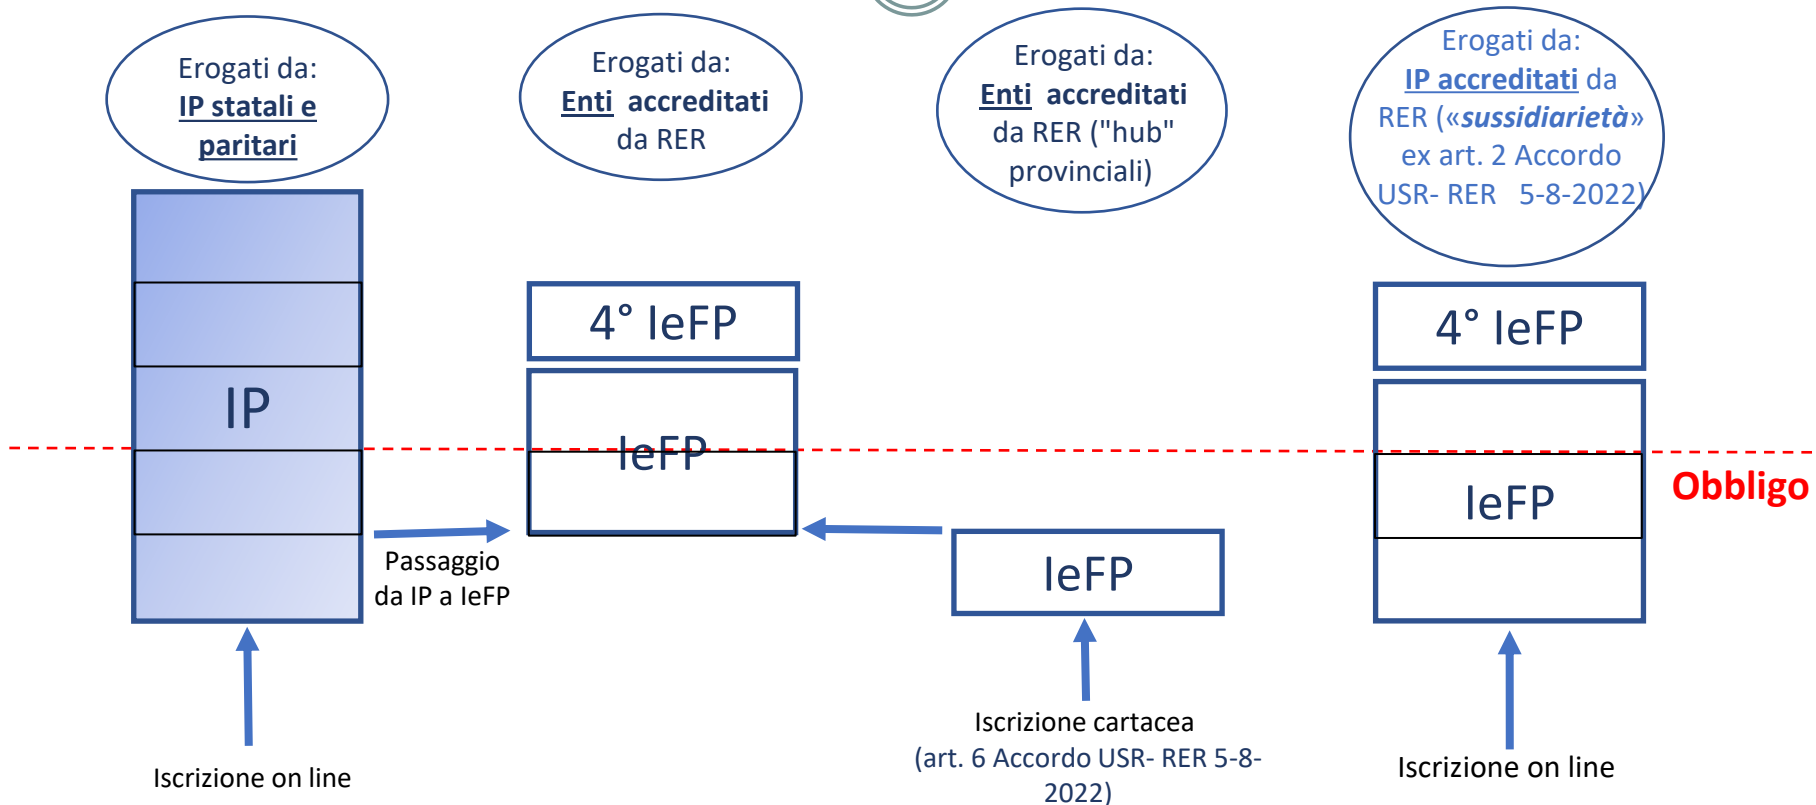 Erogati da:
IP statali e
paritari
Erogati da:
Enti accreditati
da RER
Erogati da:
Enti accreditati
da RER ("hub"
provinciali)
Erogati da:
IP accreditati da
RER («sussidiarietà»
ex art. 2 Accordo
USR- RER 5-8-2022)
4° IeFP
4° IeFP
IP
IeFP
IeFP
Obbligo
Passaggio
da IP a IeFP
IeFP
Iscrizione on line
Iscrizione cartacea
(art. 6 Accordo USR- RER 5-8-
2022)
Iscrizione on line